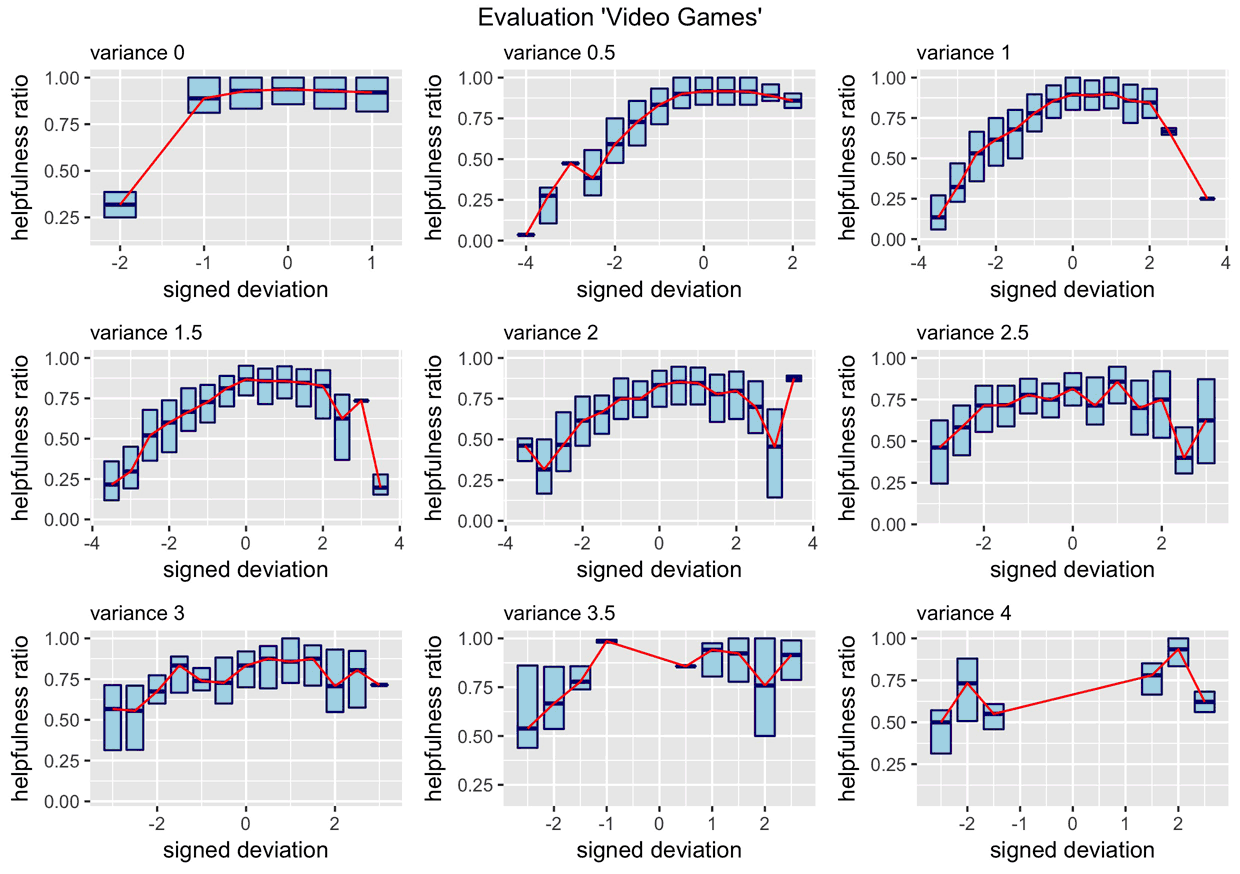 Evaluation 'Video Games'
variance 0
helpfulness ratio
1.00
0.75
0.50
0.25
-2 -1 0 1
signed deviation
variance 0.5
helpfulness ratio
1.00
0.75
0.50
0.25
0.00
-4 -2 0 2
signed deviation
variance 1
helpfulness ratio
1.00
0.75
0.50
0.25
0.00
-4 -2 0 2 4
signed deviation
variance 1.5
helpfulness ratio
1.00
0.75
0.50
0.25
0.00
-4 -2 0 2 4
signed deviation
variance 2
helpfulness ratio
1.00
0.75
0.50
0.25
0.00
-4 -2 0 2 4
signed deviation
variance 2.5
helpfulness ratio
1.00
0.75
0.50
0.25
0.00
-2 0 2
signed deviation
variance 3
helpfulness ratio
1.00
0.75
0.50
0.25
0.00
-2 0 2
signed deviation
variance 3.5
helpfulness ratio
1.00
0.75
0.50
0.25
-2 -1 0 1 2
signed deviation
variance 4
helpfulness ratio
1.00
0.75
0.50
0.25
-2 -1 0 1 2
signed deviation